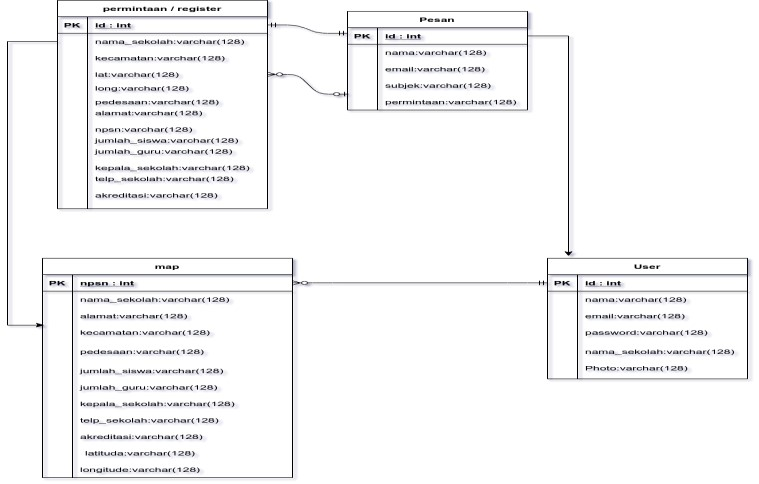 permintaan / register
PK id : int
nama_sekolah:varchar(128)
kecamatan:varchar(128)
lat:varchar(128)
long:varchar(128)
pedesaan:varchar(128)
alamat:varchar(128)
npsn:varchar(128)
jumlah_siswa:varchar(128)
jumlah_guru:varchar(128)
kepala_sekolah:varchar(128)
telp_sekolah:varchar(128)
akreditasi:varchar(128)
Pesan
PK id : int
nama:varchar(128)
email:varchar(128)
subjek:varchar(128)
permintaan:varchar(128)
map
PK npsn : int
nama_sekolah:varchar(128)
alamat:varchar(128)
kecamatan:varchar(128)
pedesaan:varchar(128)
jumlah_siswa:varchar(128)
jumlah_guru:varchar(128)
kepala_sekolah:varchar(128)
telp_sekolah:varchar(128)
akreditasi:varchar(128)
latituda:varchar(128)
longitude:varchar(128)
User
PK id : int
nama:varchar(128)
email:varchar(128)
password:varchar(128)
nama_sekolah:varchar(128)
Photo:varchar(128)